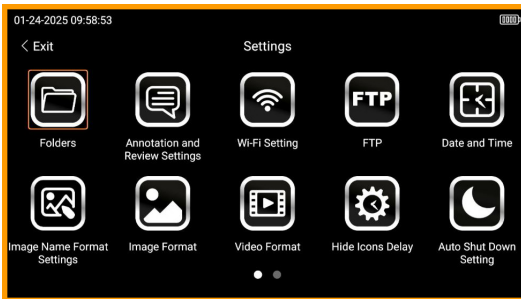 01-24-2025 09:58:53
< Exit
Settings
FTP
Folders
Annotation and
Review Settings
Wi-Fi Setting
FTP
Date and Time
Image Name Format
Settings
Image Format
Video Format
Hide Icons Delay
Auto Shut Down
Setting